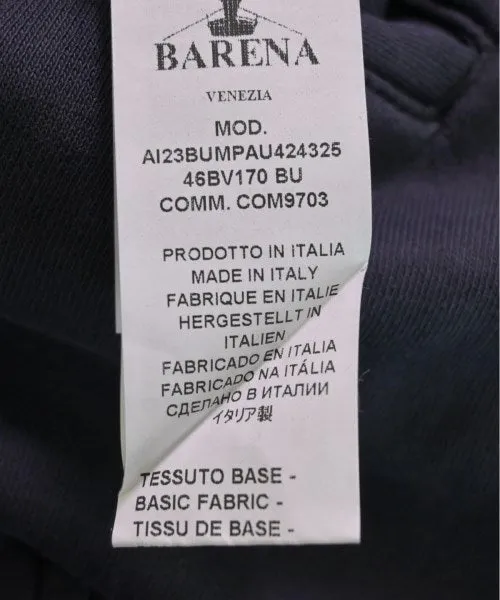 BARENA
VENEZIA
MOD.
AI23BUMPAU424325
46BV170 BU
COMM. COM9703
PRODOTTO IN ITALIA
MADE IN ITALY
FABRIQUE EN ITALIE
HERGESTELLT IN
ITALIEN
FABRICADO EN ITALIA
FABRICADO NA ITÁLIA
СДЕЛАНО В ИТАЛИИ
イタリア製
TESSUTO BASE -
BASIC FABRIC -
TISSU DE BASE -